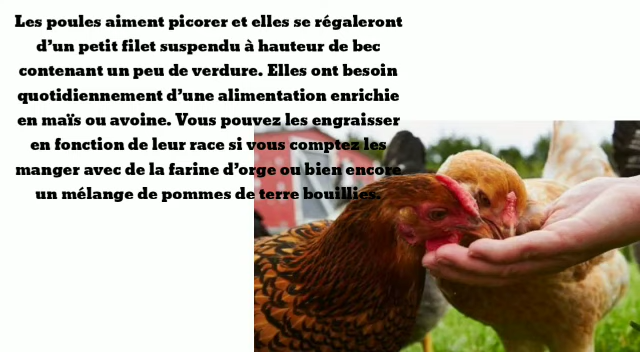 Les poules aiment picorer et elles se régaleront
d'un petit filet suspendu à hauteur de bec
contenant un peu de verdure. Elles ont besoin
quotidiennement d'une alimentation enrichie
en maïs ou avoine. Vous pouvez les engraisser
en fonction de leur race si vous comptez les
manger avec de la farine d'orge ou bien encore
un mélange de pommes de terre bouillies.